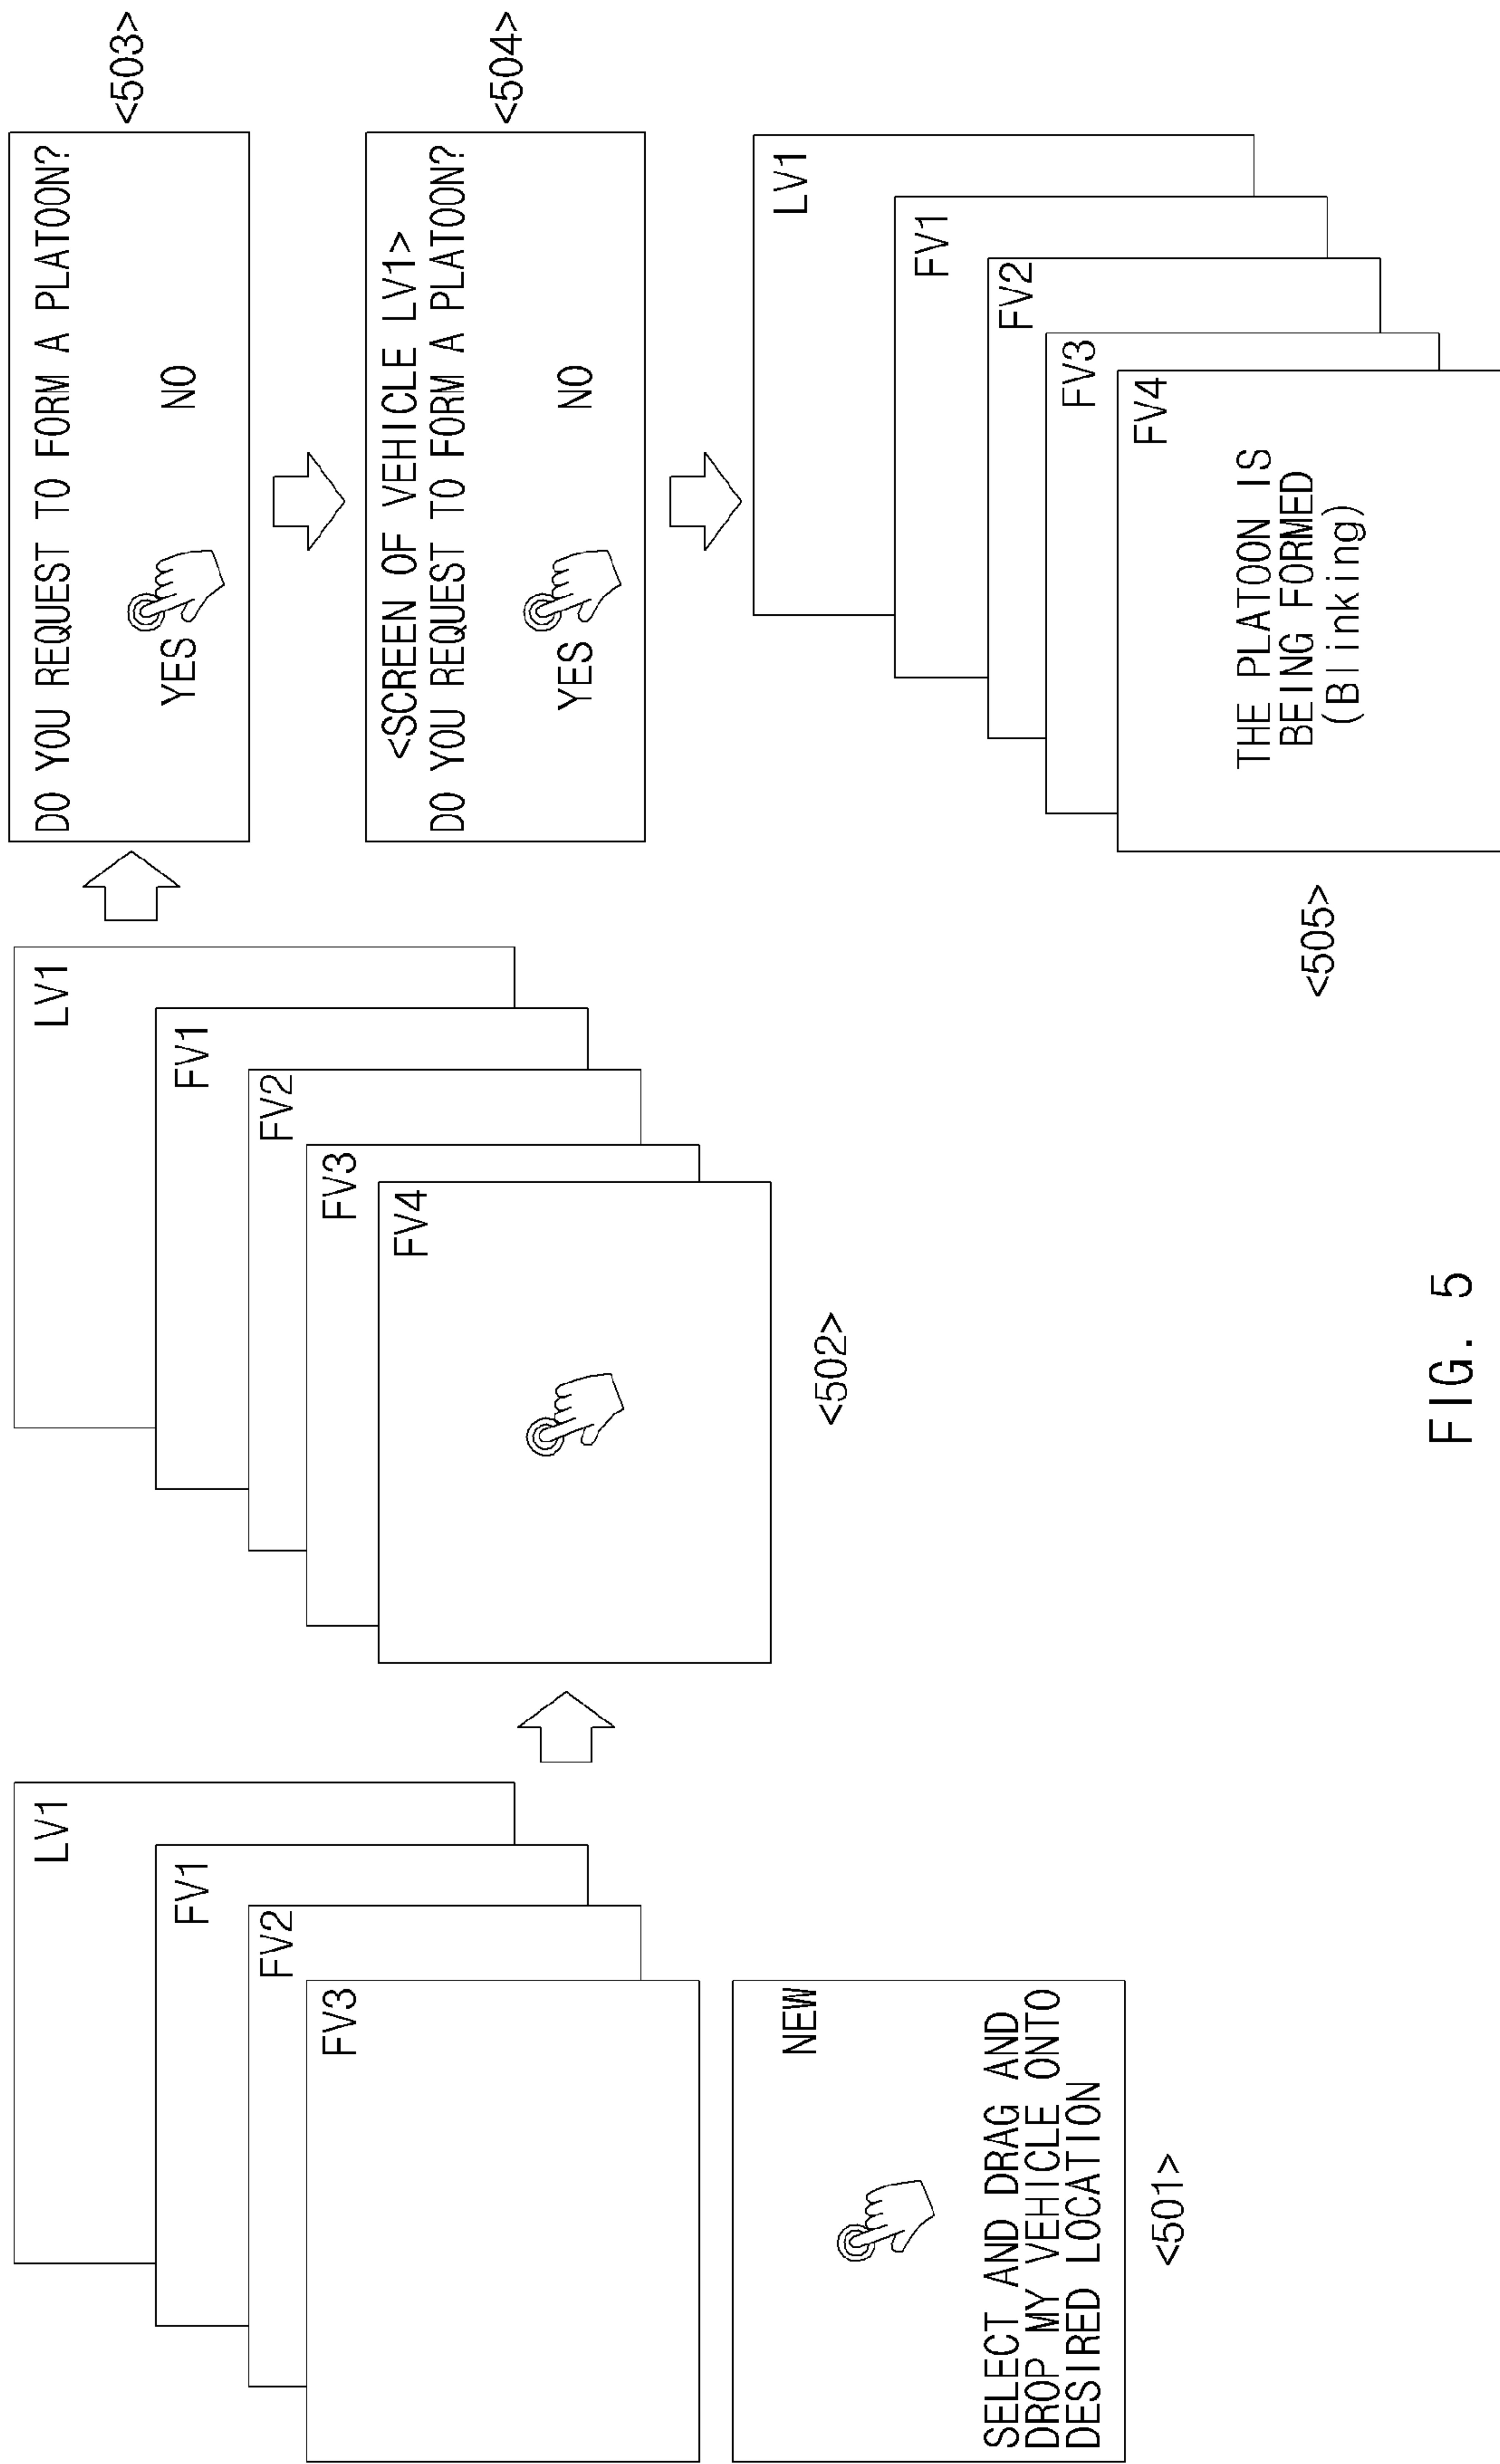 LV1
FV1
FV2
FV3
NEW
SELECT AND DRAG AND
DROP MY VEHICLE ONTO
DESIRED LOCATION
<501>
LV1
FV1
FV2
FV3
FV4
<502>
DO YOU REQUEST TO FORM A PLATOON?
YES NO
<503>
<SCREEN OF VEHICLE LV1>
DO YOU REQUEST TO FORM A PLATOON?
YES NO
<504>
LV1
FV1
FV2
FV3
FV4
THE PLATOON IS
BEING FORMED
(Blinking)
<505>
FIG. 5